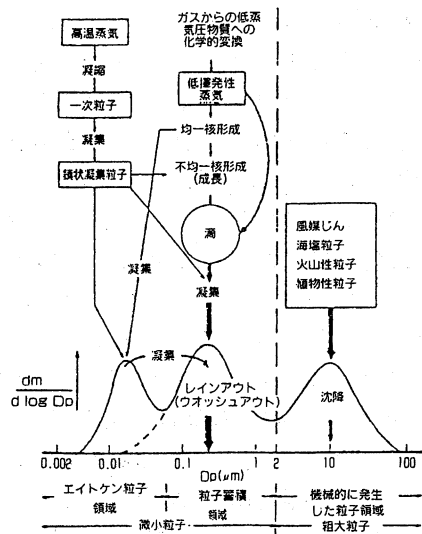 高温蒸気
凝縮
一次粒子
凝集
鎖状凝集粒子
ガスからの低蒸
気圧物質への
化学的変換
低揮発性
蒸気
均一核形成
不均一核形成
(成長)
滴
凝集
凝集
風媒じん
海塩粒子
火山性粒子
植物性粒子
凝集
レインアウト
(ウオッシュアウト)
沈降
dm
d log Dp
0.002 0.01 0.1 1 2 10 100
Dp(μm)
エイトケン粒子
領域
粒子蓄積
領域
機械的に発生
した粒子領域
微小粒子
粗大粒子